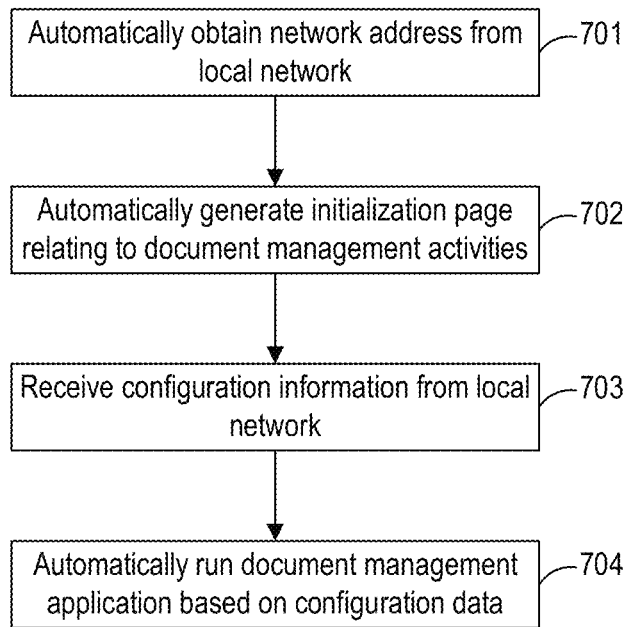 Automatically obtain network address from
local network
701
Automatically generate initialization page
relating to document management activities
702
Receive configuration information from local
network
703
Automatically run document management
application based on configuration data
704